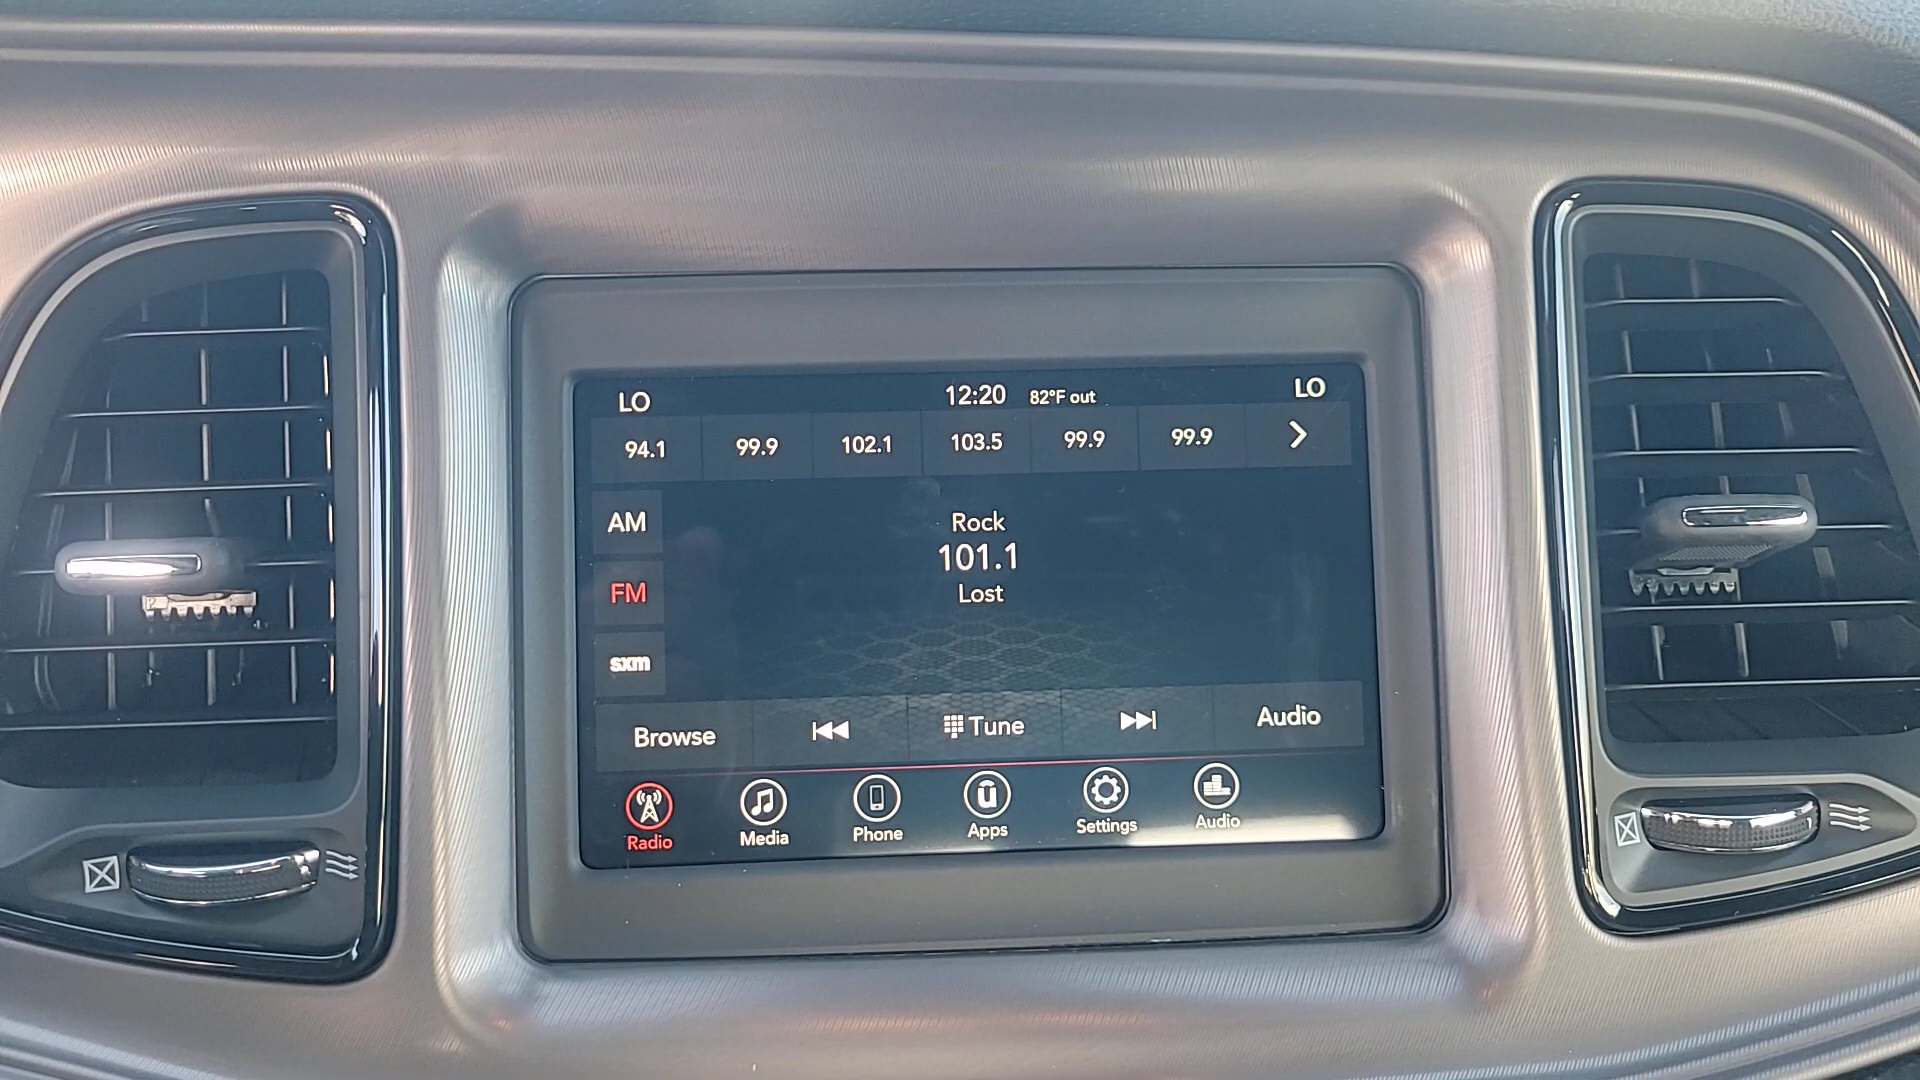 LO 12:20 82°F out LO
94.1 99.9 102.1 103.5 99.9 99.9
AM
FM
sxm
Rock
101.1
Lost
Browse Tune Audio
Radio Media Phone Apps Settings Audio